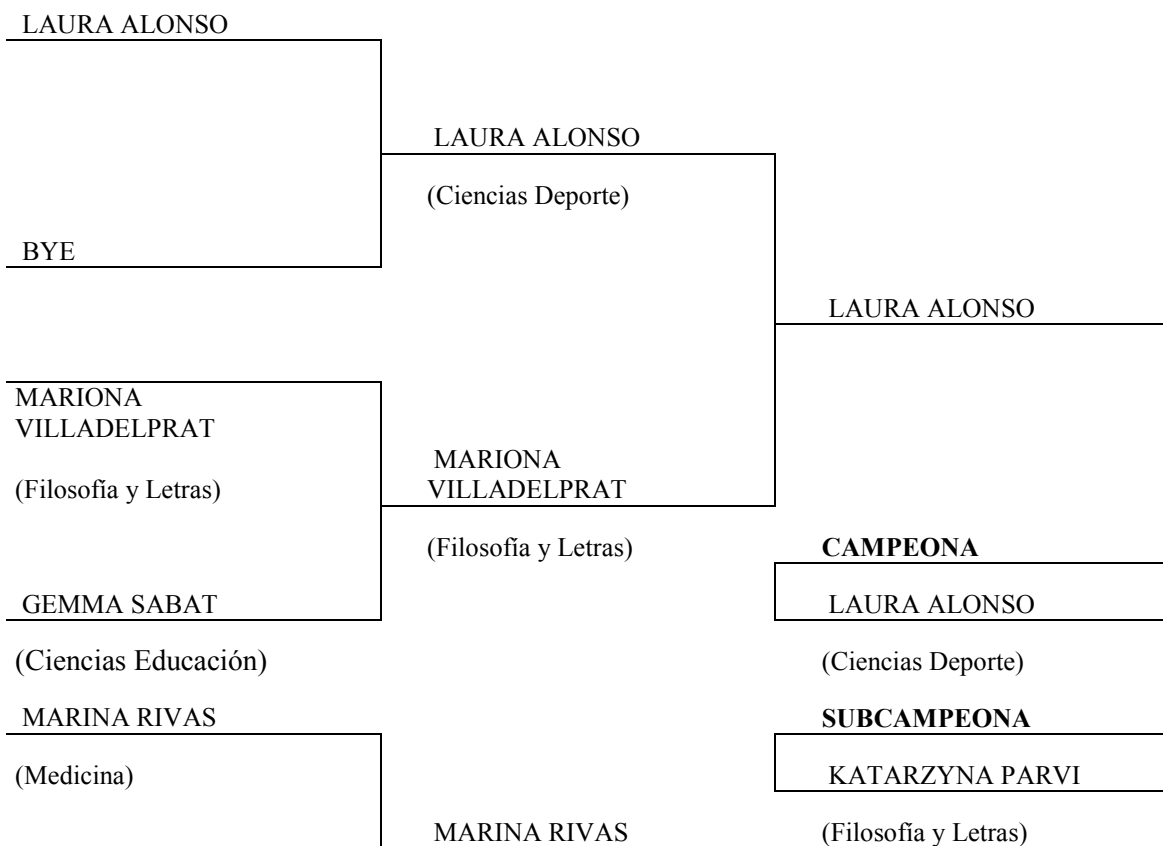 LAURA ALONSO
LAURA ALONSO
(Ciencias Deporte)
BYE
LAURA ALONSO
MARIONA
VILLADELPRAT
(Filosofía y Letras)
MARIONA
VILLADELPRAT
(Filosofía y Letras)
CAMPEONA
GEMMA SABAT
LAURA ALONSO
(Ciencias Educación)
(Ciencias Deporte)
MARINA RIVAS
SUBCAMPEONA
(Medicina)
KATARZYNA PARVI
MARINA RIVAS
(Filosofía y Letras)